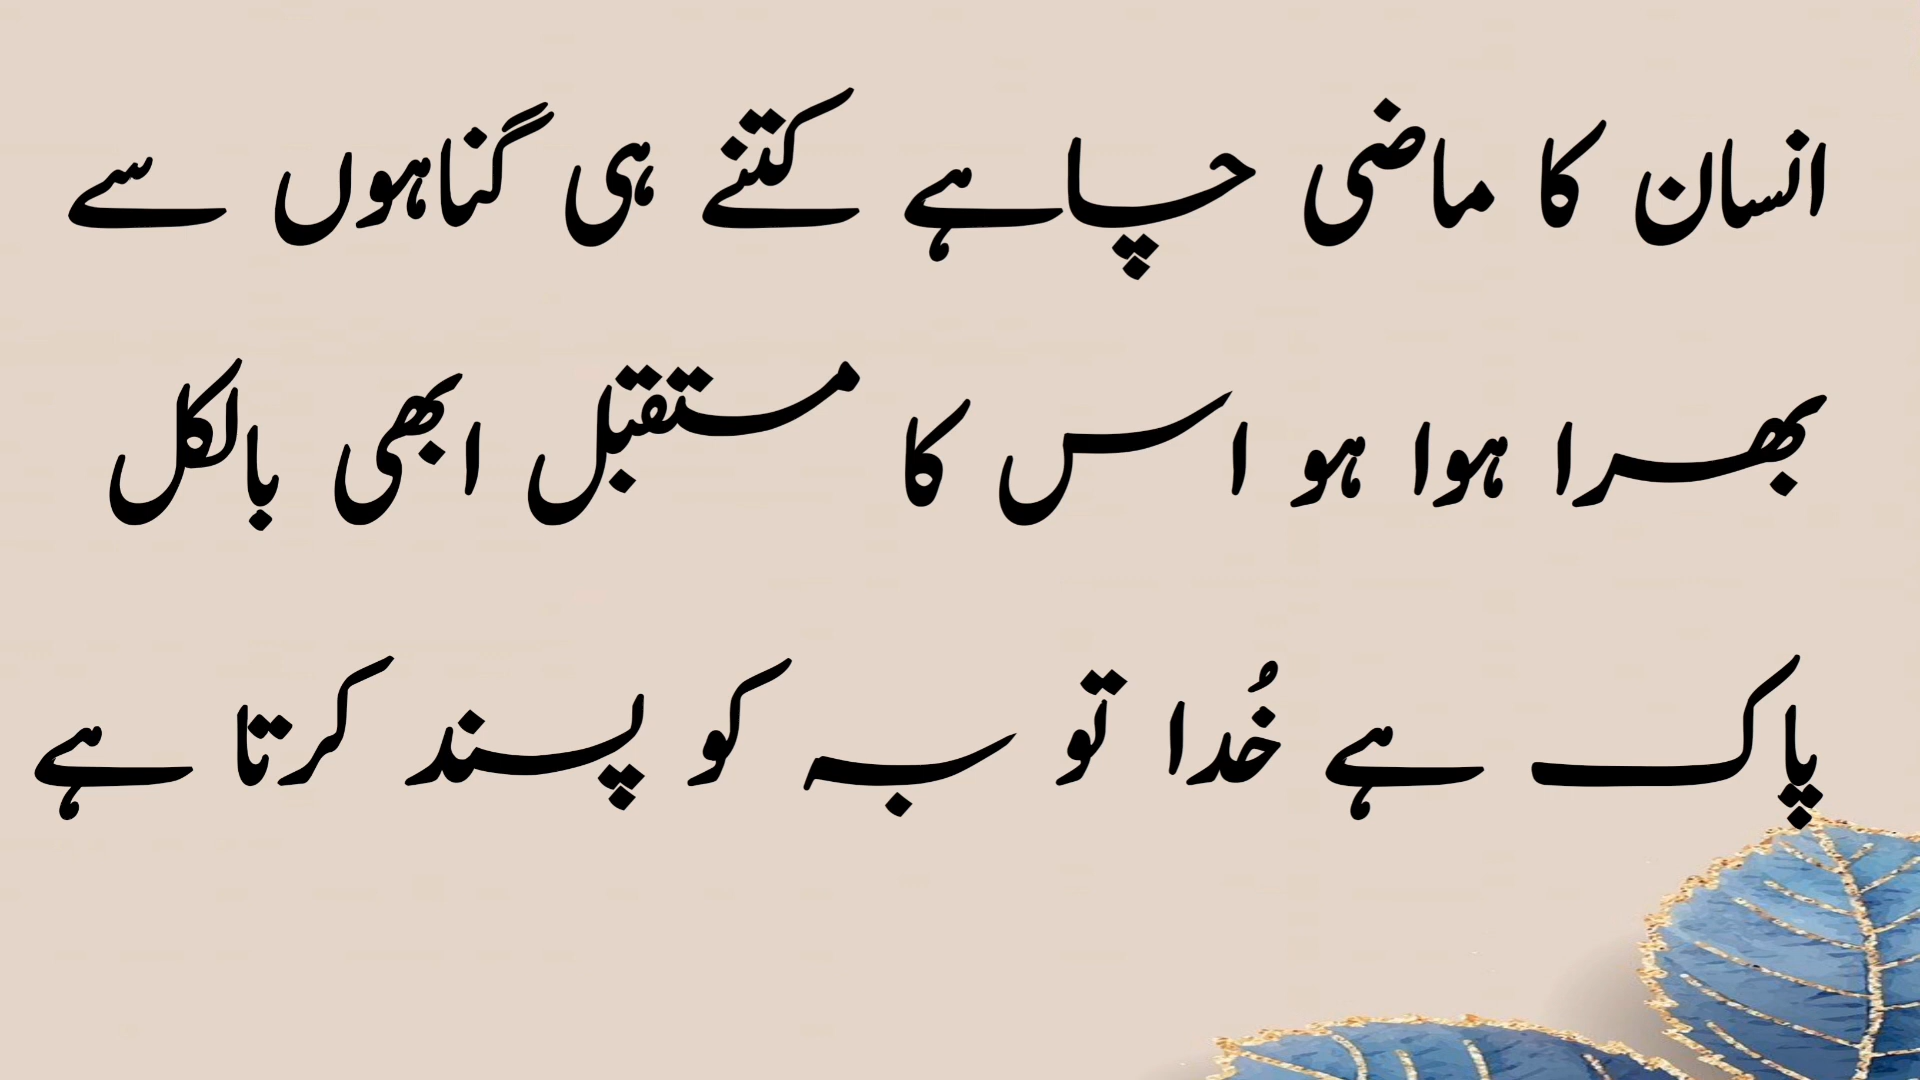 انسان کا ماضی چاہے کتنے ہی گناہوں سے
بھرا ہوا ہو اس کا مستقبل ابھی بالکل
پاک ہے خُدا توبہ کو پسند کرتا ہے